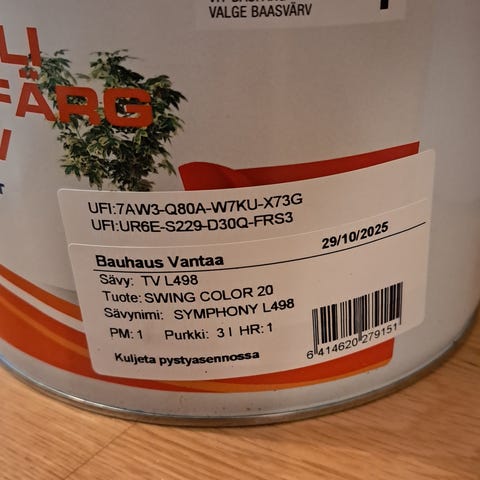 VALGE BAASVÄRV
LI
FÄRG
UFI:7AW3-Q80A-W7KU-X73G
UFI:UR6E-S229-D30Q-FRS3
29/10/2025
Bauhaus Vantaa
Sävy: TV L498
Tuote: SWING COLOR 20
Sävynimi: SYMPHONY L498
PM: 1 Purkki: 3 l HR: 1
Kuljeta pystyasennossa
6 414620 279151